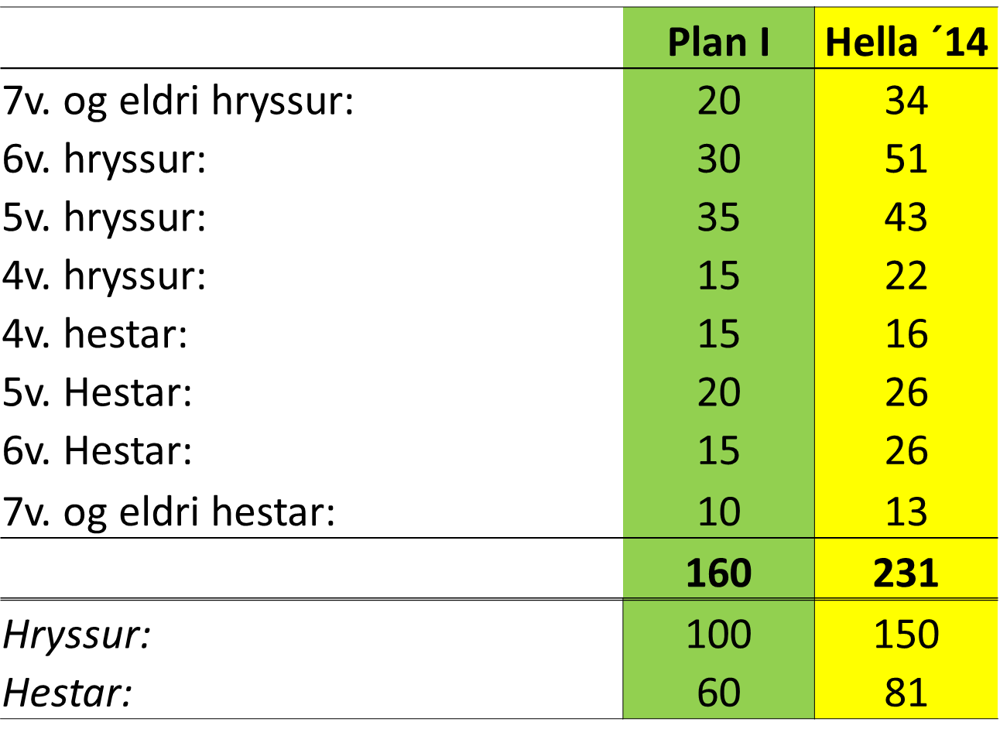 Plan I Hella ´14
7v. og eldri hryssur: 20 34
6v. hryssur: 30 51
5v. hryssur: 35 43
4v. hryssur: 15 22
4v. hestar: 15 16
5v. Hestar: 20 26
6v. Hestar: 15 26
7v. og eldri hestar: 10 13
160 231
Hryssur: 100 150
Hestar: 60 81